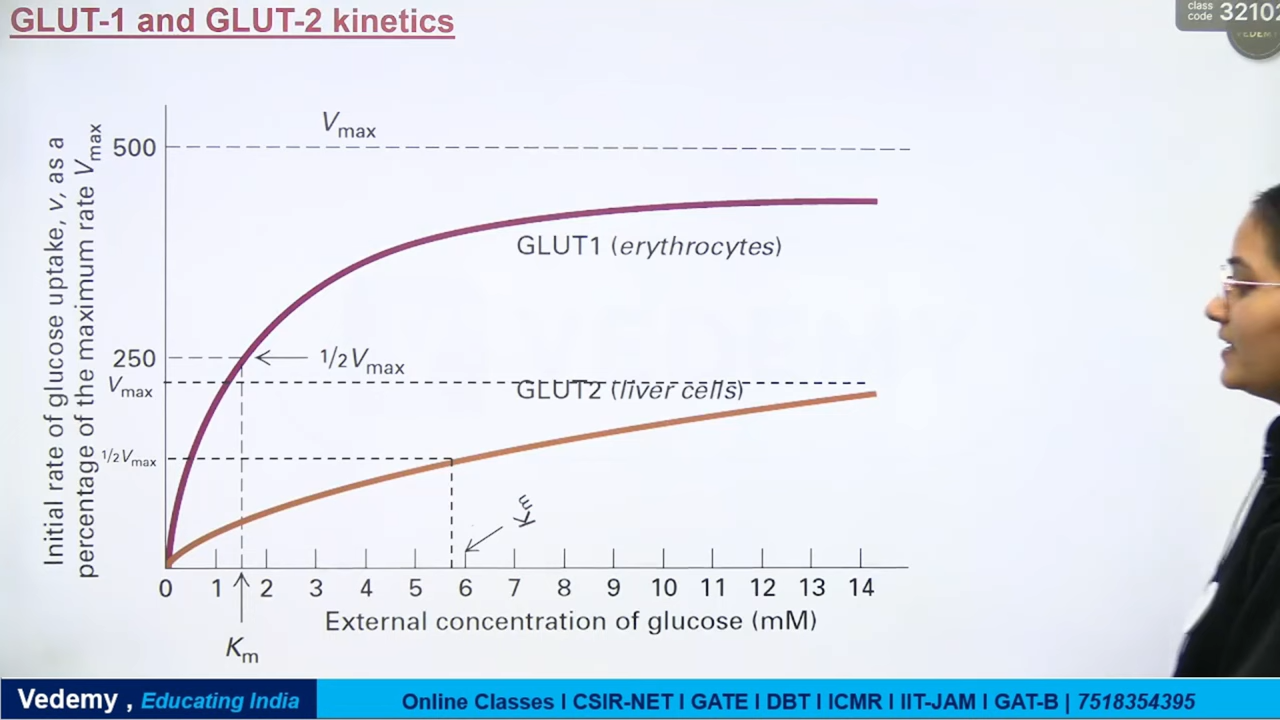 GLUT-1 and GLUT-2 kinetics
class
code 32102
VEDEMY
Initial rate of glucose uptake, v, as a
percentage of the maximum rate Vmax
Vmax
500
GLUT1 (erythrocytes)
250
1/2 Vmax
Vmax
GLUT2 (liver cells)
1/2 Vmax
Km
0 1 2 3 4 5 6 7 8 9 10 11 12 13 14
External concentration of glucose (mM)
Km
Vedemy , Educating India
Online Classes I CSIR-NET I GATE I DBT I ICMR I IIT-JAM I GAT-B | 7518354395